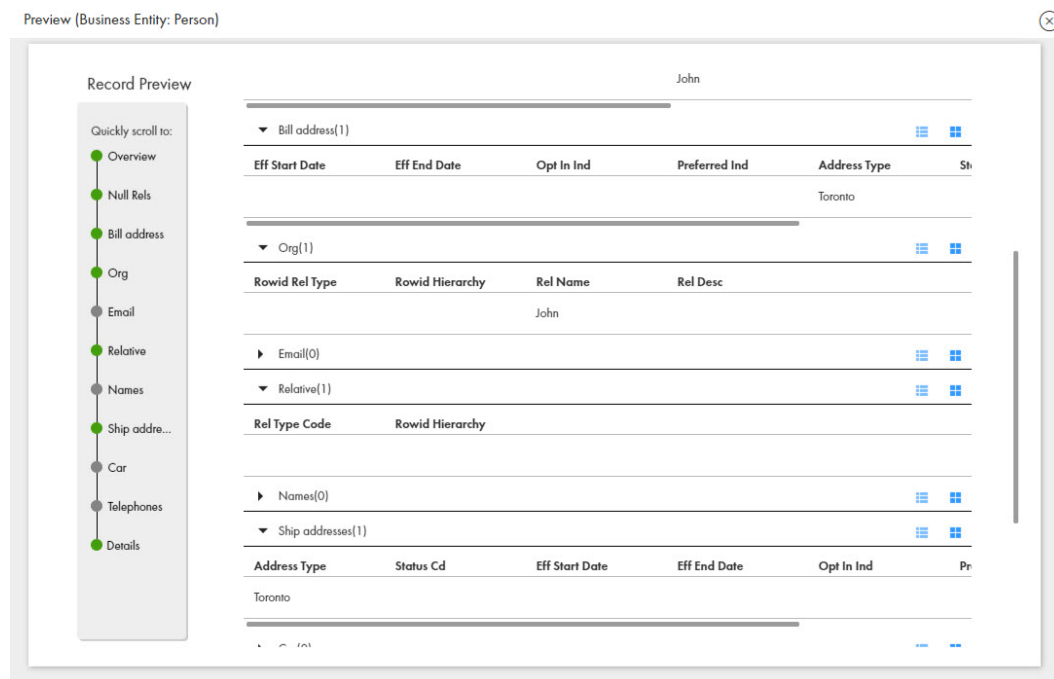 Preview (Business Entity: Person)
Record Preview
Quickly scroll to:
Overview
Null Rels
Bill address
Org
Email
Relative
Names
Ship addre...
Car
Telephones
Details
John
Bill address(1)
Eff Start Date Eff End Date Opt In Ind Preferred Ind Address Type
Toronto
Org(1)
Rowid Rel Type Rowid Hierarchy Rel Name Rel Desc
John
Email(0)
Relative(1)
Rel Type Code Rowid Hierarchy
Names(0)
Ship addresses(1)
Address Type Status Cd Eff Start Date Eff End Date Opt In Ind
Toronto